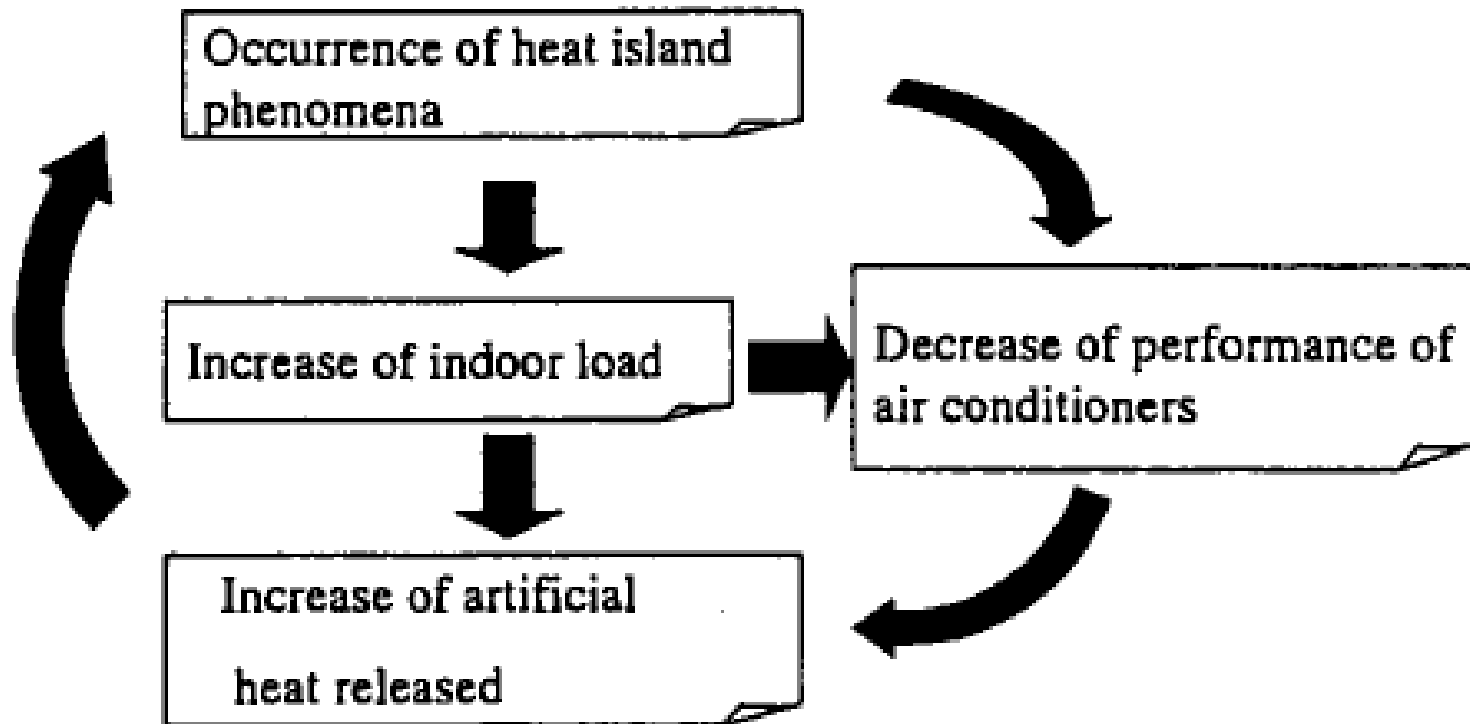 Occurrence of heat island
phenomena
Increase of indoor load
Decrease of performance of
air conditioners
Increase of artificial
heat released